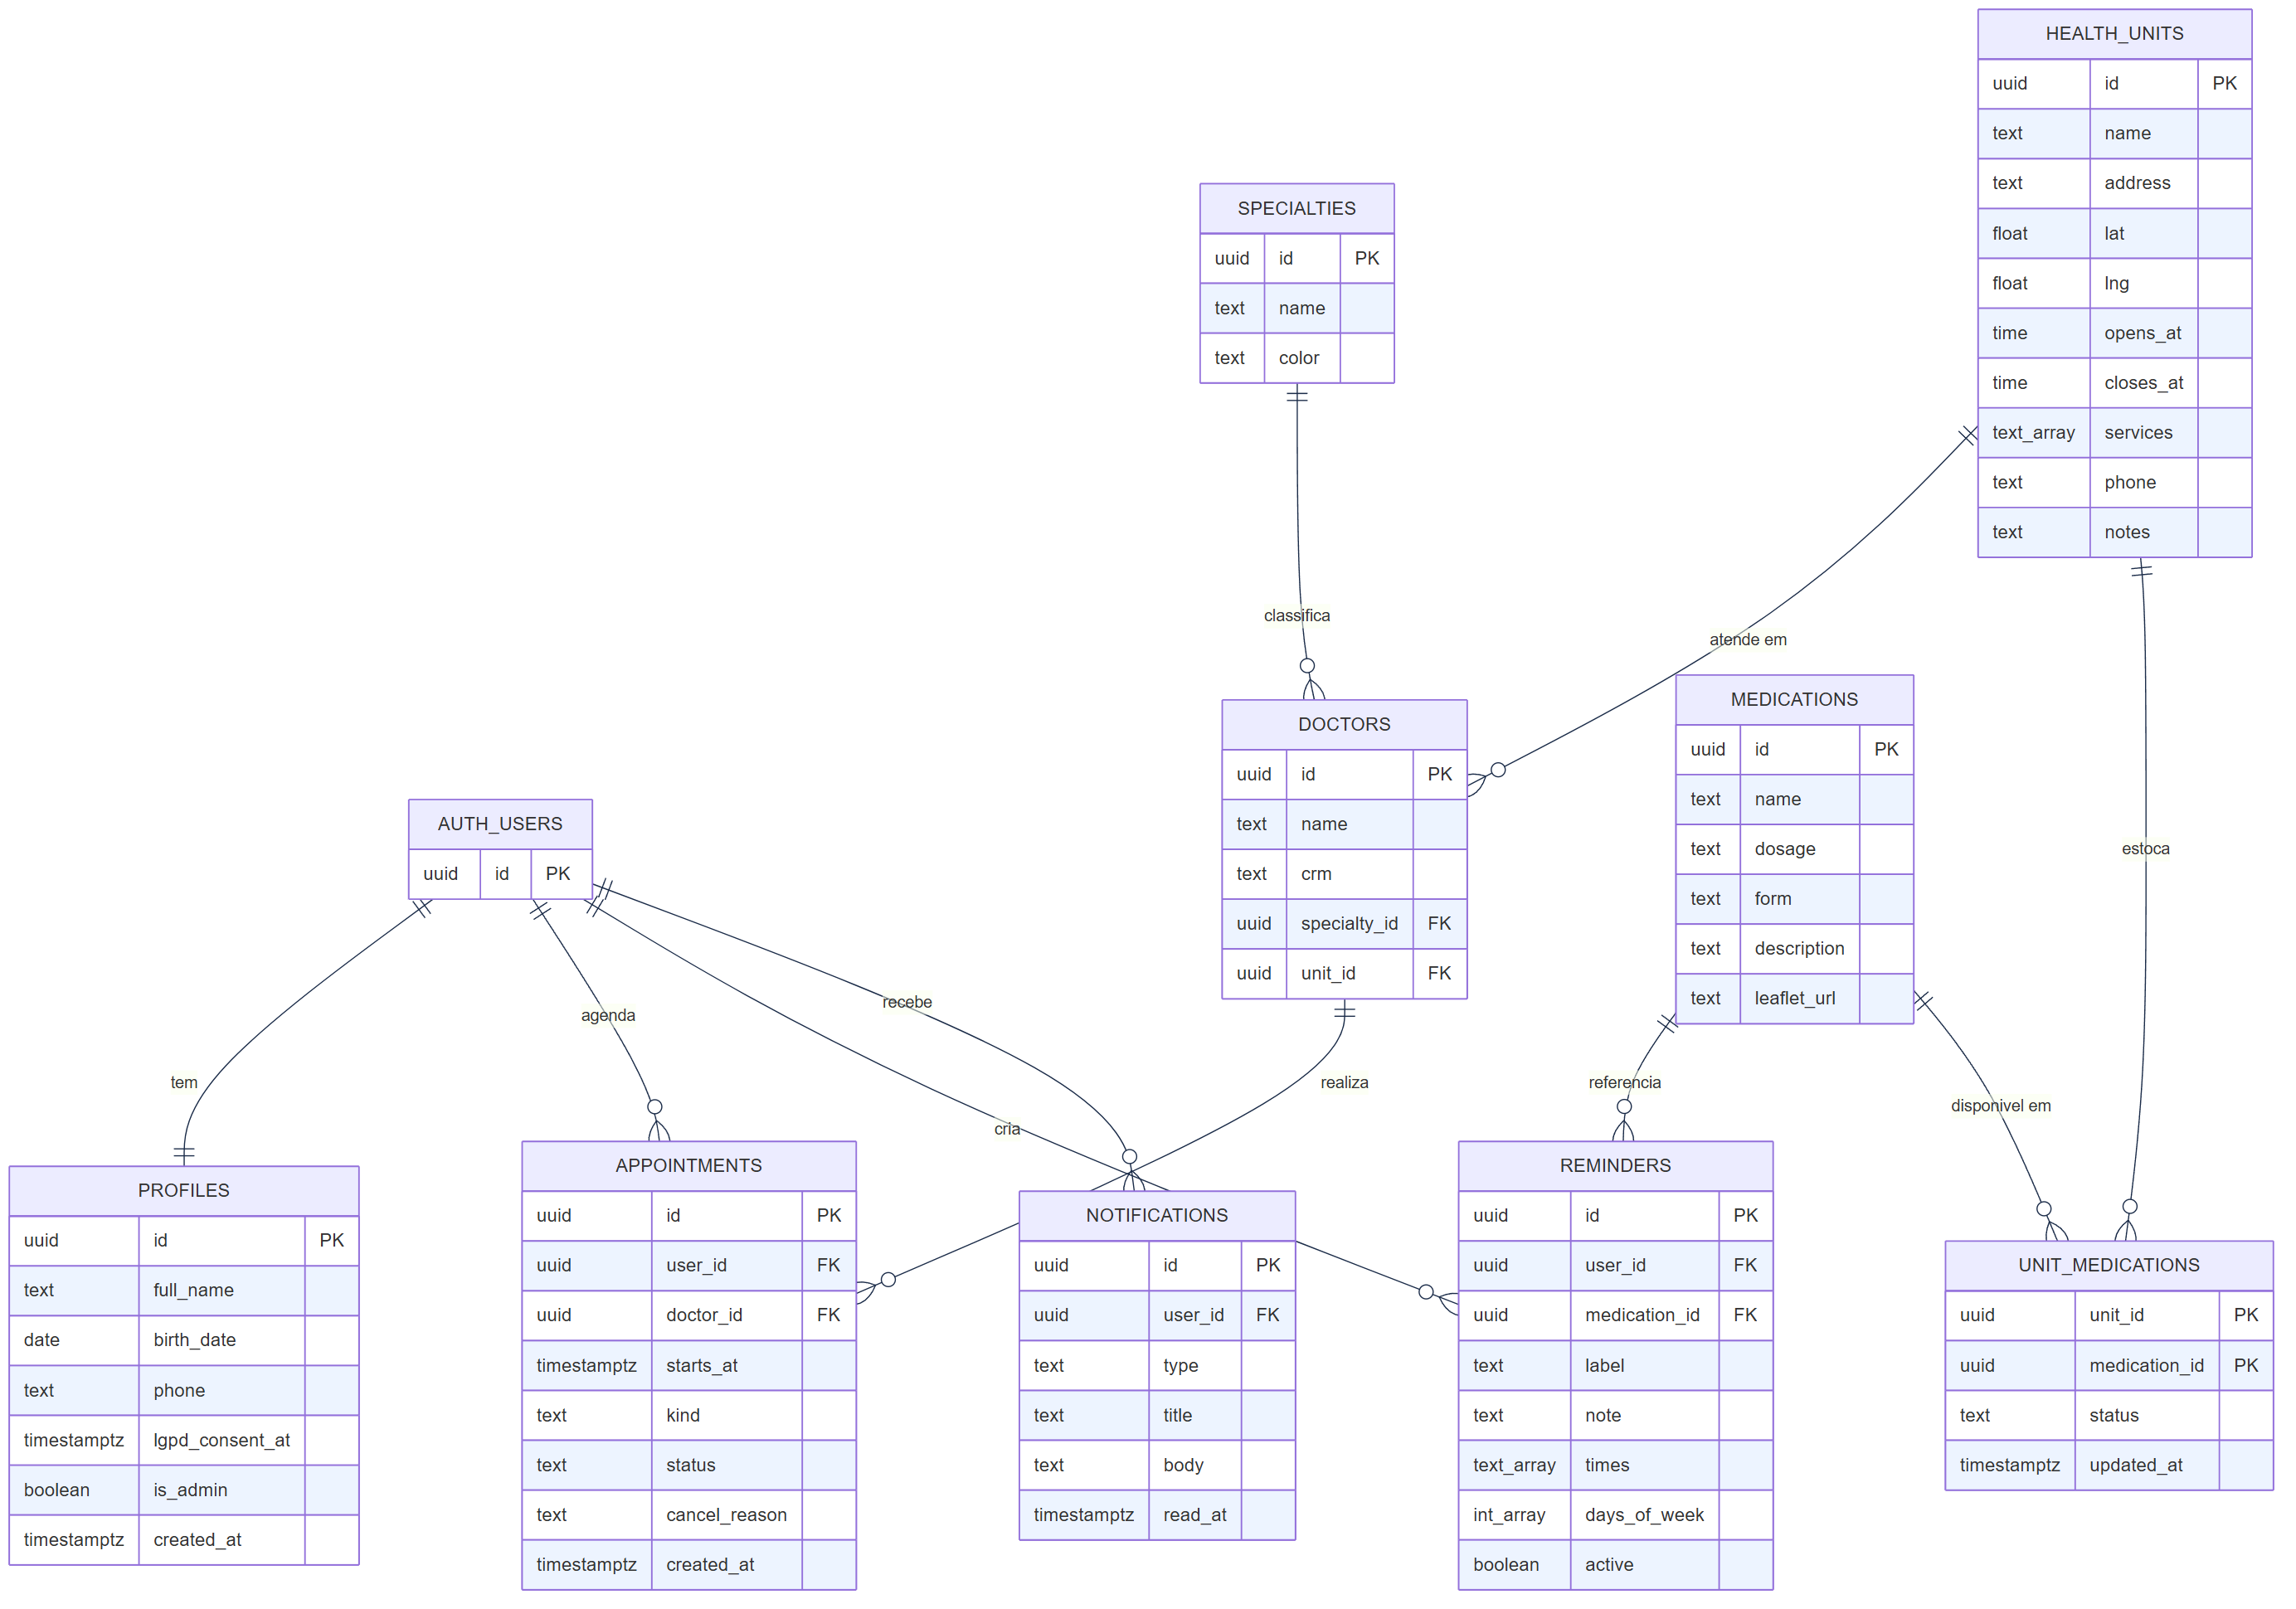 HEALTH_UNITS
uuid id PK
text name
text address
float lat
float lng
time opens_at
time closes_at
text_array services
text phone
text notes
SPECIALTIES
uuid id PK
text name
text color
classifica
atende em
estoca
DOCTORS
uuid id PK
text name
text crm
uuid specialty_id FK
uuid unit_id FK
MEDICATIONS
uuid id PK
text name
text dosage
text form
text description
text leaflet_url
AUTH_USERS
uuid id PK
tem
agenda
recebe
cria
realiza
referencia
disponivel em
PROFILES
uuid id PK
text full_name
date birth_date
text phone
timestamptz lgpd_consent_at
boolean is_admin
timestamptz created_at
APPOINTMENTS
uuid id PK
uuid user_id FK
uuid doctor_id FK
timestamptz starts_at
text kind
text status
text cancel_reason
timestamptz created_at
NOTIFICATIONS
uuid id PK
uuid user_id FK
text type
text title
text body
timestamptz read_at
REMINDERS
uuid id PK
uuid user_id FK
uuid medication_id FK
text label
text note
text_array times
int_array days_of_week
boolean active
UNIT_MEDICATIONS
uuid unit_id PK
uuid medication_id PK
text status
timestamptz updated_at